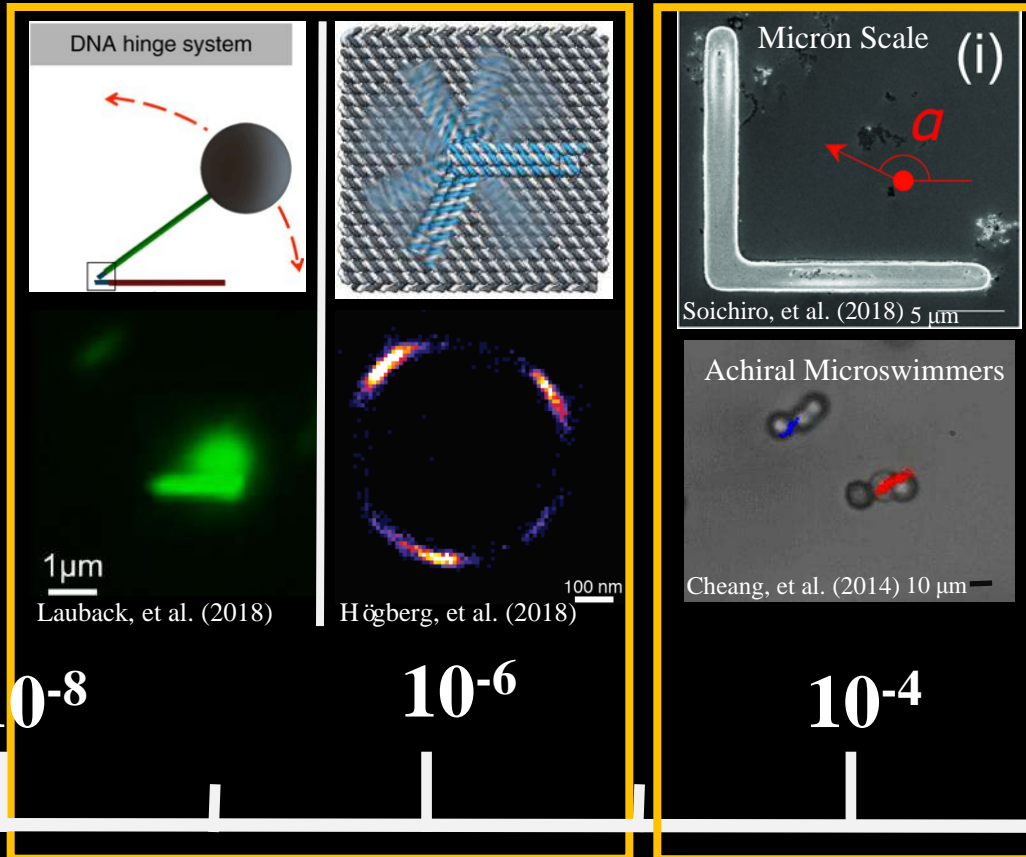 DNA hinge system
1μm
Lauback, et al. (2018)
100 nm
Högberg, et al. (2018)
Micron Scale
(i)
a
Soichiro, et al. (2018) 5 μm
Achiral Microswimmers
Cheang, et al. (2014) 10 μm
0-8
10-6
10-4